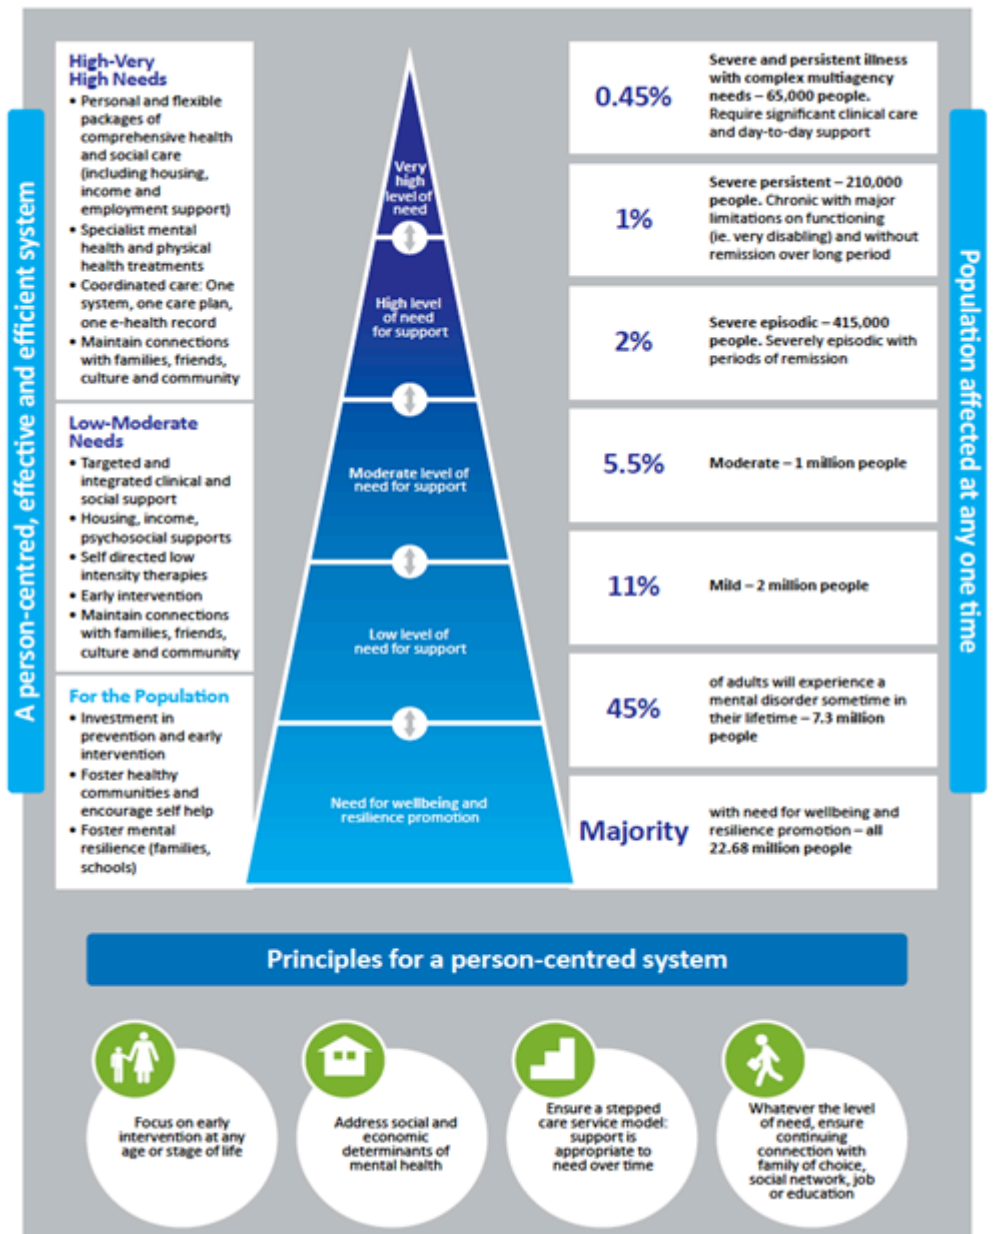 A person-centred, effective and efficient system
High-Very
High Needs
• Personal and flexible
packages of
comprehensive health
and social care
(including housing,
income and
employment support)
• Specialist mental
health and physical
health treatments
• Coordinated care: One
system, one care plan,
one e-health record
• Maintain connections
with families, friends,
culture and community
Low-Moderate
Needs
• Targeted and
integrated clinical and
social support
• Housing, income,
psychosocial supports
• Self directed low
intensity therapies
• Early intervention
• Maintain connections
with families, friends,
culture and community
For the Population
• Investment in
prevention and early
intervention
• Foster healthy
communities and
encourage self help
• Foster mental
resilience (families,
schools)
Very
high
level of
need
High level
of need
for support
Moderate level of
need for support
Low level of
need for support
Need for wellbeing and
resilience promotion
0.45%
Severe and persistent illness
with complex multiagency
needs – 65,000 people.
Require significant clinical care
and day-to-day support
1%
Severe persistent – 210,000
people. Chronic with major
limitations on functioning
(ie. very disabling) and without
remission over long period
2%
Severe episodic – 415,000
people. Severely episodic with
periods of remission
5.5%
Moderate – 1 million people
11%
Mild – 2 million people
45%
of adults will experience a
mental disorder sometime in
their lifetime – 7.3 million
people
Majority
with need for wellbeing and
resilience promotion – all
22.68 million people
Population affected at any one time
Principles for a person-centred system
Focus on early
intervention at any
age or stage of life
Address social and
economic
determinants of
mental health
Ensure a stepped
care service model:
support is
appropriate to
need over time
Whatever the level
of need, ensure
continuing
connection with
family of choice,
social network, job
or education